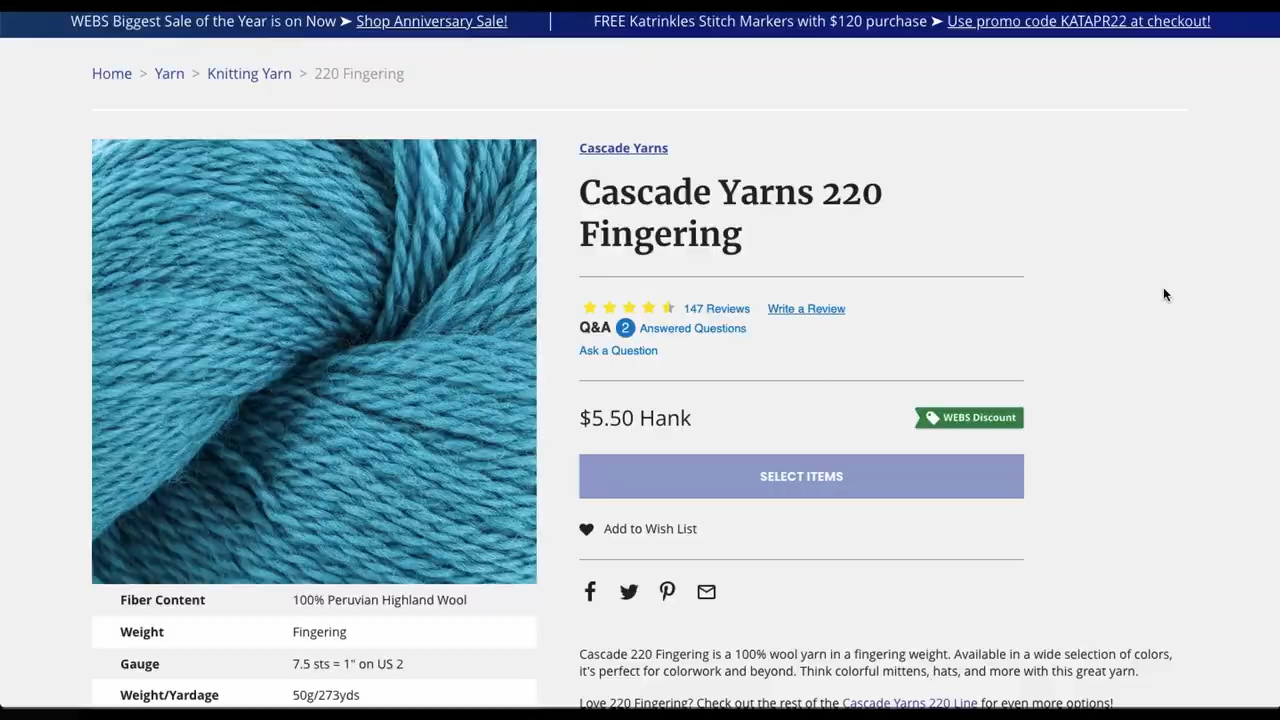 WEBS Biggest Sale of the Year is on Now ➤ Shop Anniversary Sale! | FREE Katrinkles Stitch Markers with $120 purchase ➤ Use promo code KATAPR22 at checkout!
Home > Yarn > Knitting Yarn > 220 Fingering
Cascade Yarns
Cascade Yarns 220
Fingering
147 Reviews Write a Review
Q&A 2 Answered Questions
Ask a Question
$5.50 Hank WEBS Discount
SELECT ITEMS
Add to Wish List
Fiber Content 100% Peruvian Highland Wool
Weight Fingering
Gauge 7.5 sts = 1" on US 2
Weight/Yardage 50g/273yds
Cascade 220 Fingering is a 100% wool yarn in a fingering weight. Available in a wide selection of colors,
it's perfect for colorwork and beyond. Think colorful mittens, hats, and more with this great yarn.
Love 220 Fingering? Check out the rest of the Cascade Yarns 220 Line for even more options!